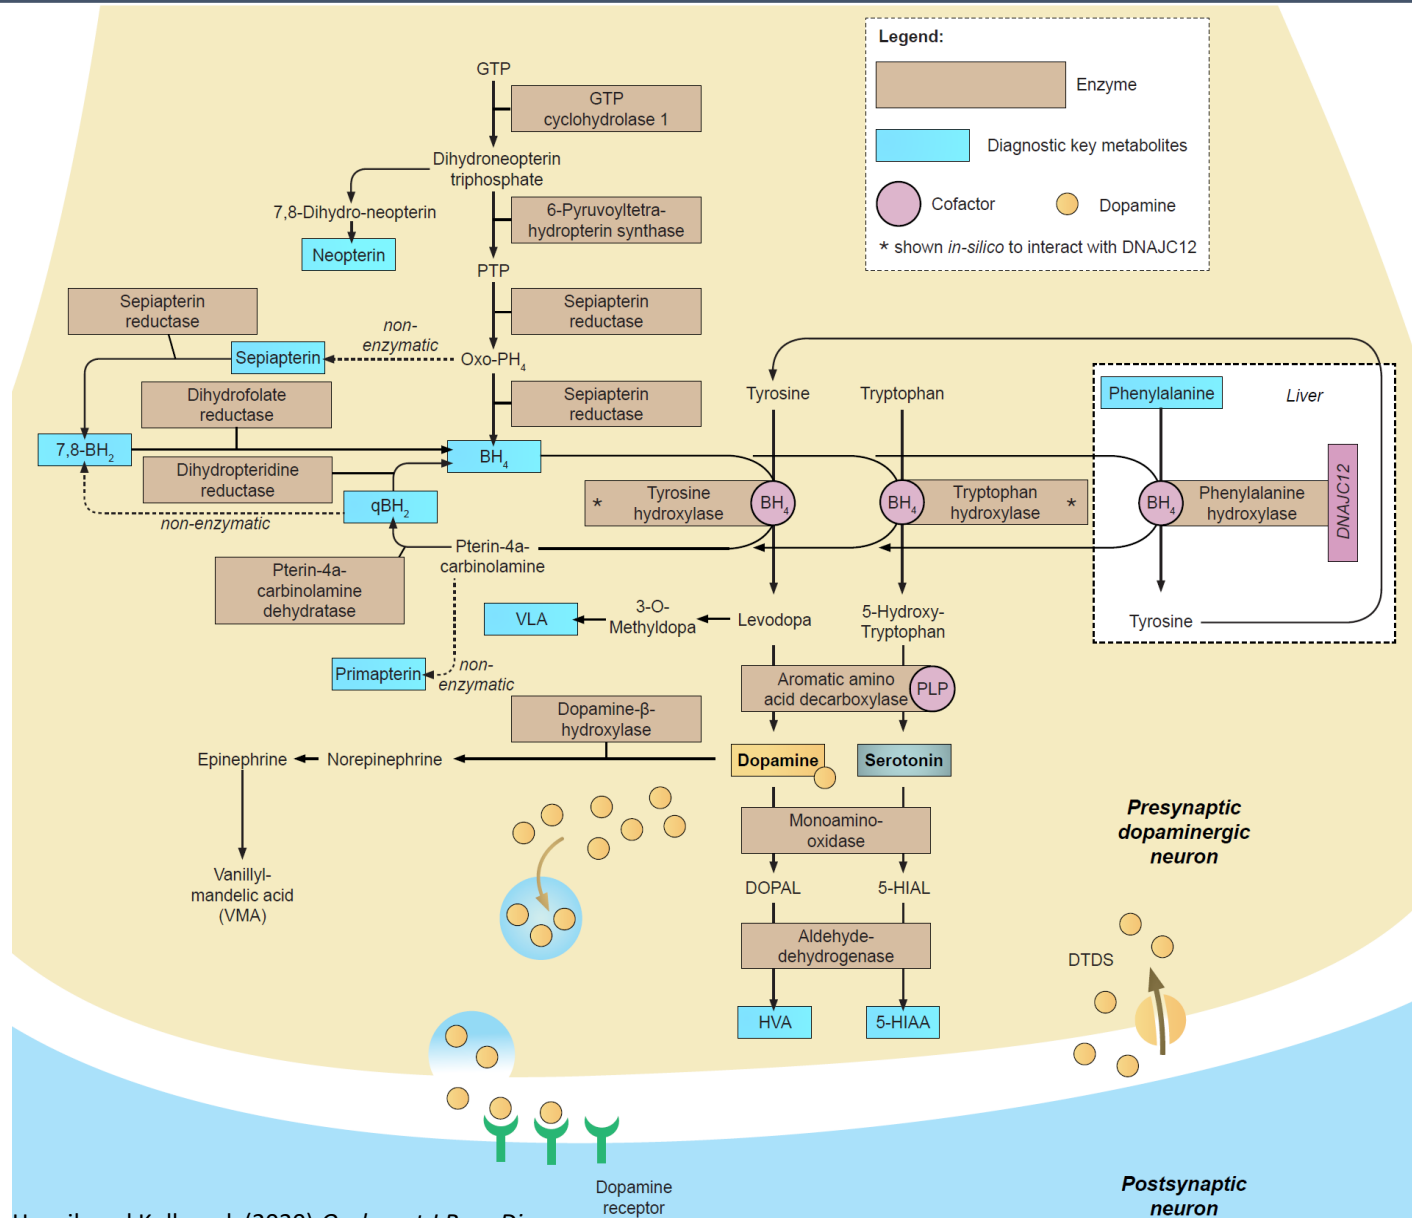 Legend:
Enzyme
Diagnostic key metabolites
Cofactor
Dopamine
* shown in-silico to interact with DNAJC12
GTP
GTP
cyclohydrolase 1
Dihydroneopterin
triphosphate
7,8-Dihydro-neopterin
6-Pyruvoyltetra-
hydropterin synthase
Neopterin
PTP
Sepiapterin
reductase
Sepiapterin
reductase
non-
enzymatic
Sepiapterin
Oxo-PH4
Dihydrofolate
reductase
Sepiapterin
reductase
Tyrosine
Tryptophan
Phenylalanine
Liver
7,8-BH2
BH4
Dihydropteridine
reductase
qBH2
non-enzymatic
*
Tyrosine
hydroxylase
BH4
BH4
Tryptophan
hydroxylase
*
BH4
Phenylalanine
hydroxylase
DNAJC12
Pterin-4a-
carbinolamine
Pterin-4a-
carbinolamine
dehydratase
VLA
3-O-
Methyldopa
Levodopa
5-Hydroxy-
Tryptophan
Tyrosine
Primapterin
non-
enzymatic
Aromatic amino
acid decarboxylase
PLP
Dopamine-β-
hydroxylase
Epinephrine
Norepinephrine
Dopamine
Serotonin
Monoamino-
oxidase
Presynaptic
dopaminergic
neuron
Vanillyl-
mandelic acid
(VMA)
DOPAL
5-HIAL
Aldehyde-
dehydrogenase
DTDS
HVA
5-HIAA
Dopamine
receptor
Postsynaptic
neuron